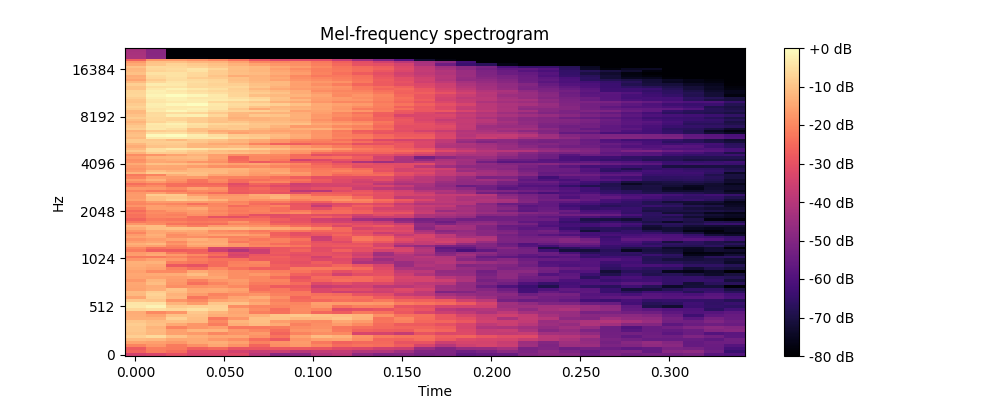 Mel-frequency spectrogram
Hz
16384
8192
4096
2048
1024
512
0
0.000 0.050 0.100 0.150 0.200 0.250 0.300
Time
+0 dB
-10 dB
-20 dB
-30 dB
-40 dB
-50 dB
-60 dB
-70 dB
-80 dB